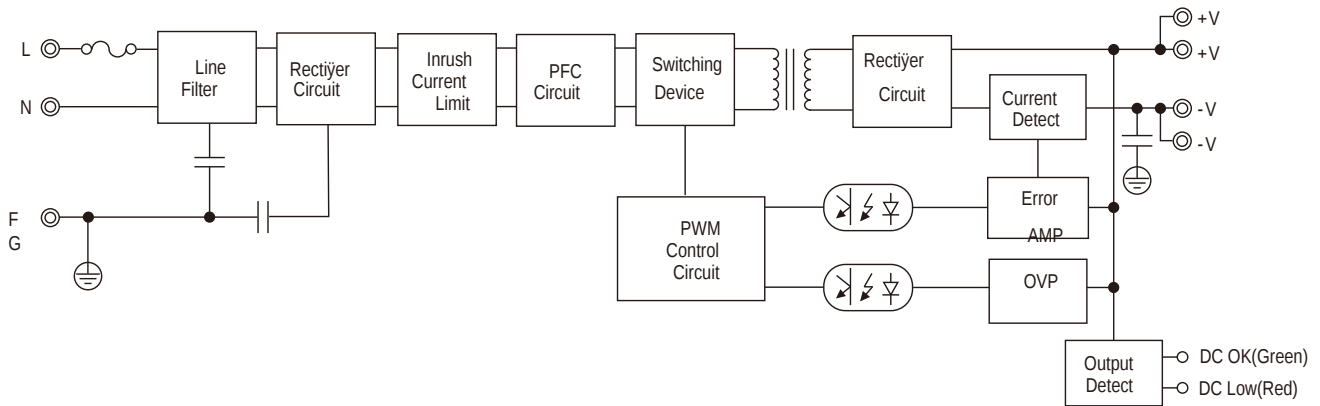 L
N
F
G
Line
Filter
Rectiÿer
Circuit
Inrush
Current
Limit
PFC
Circuit
Switching
Device
Rectiÿer
Circuit
Current
Detect
+V
+V
-V
-V
PWM
Control
Circuit
Error
AMP
OVP
Output
Detect
DC OK(Green)
DC Low(Red)